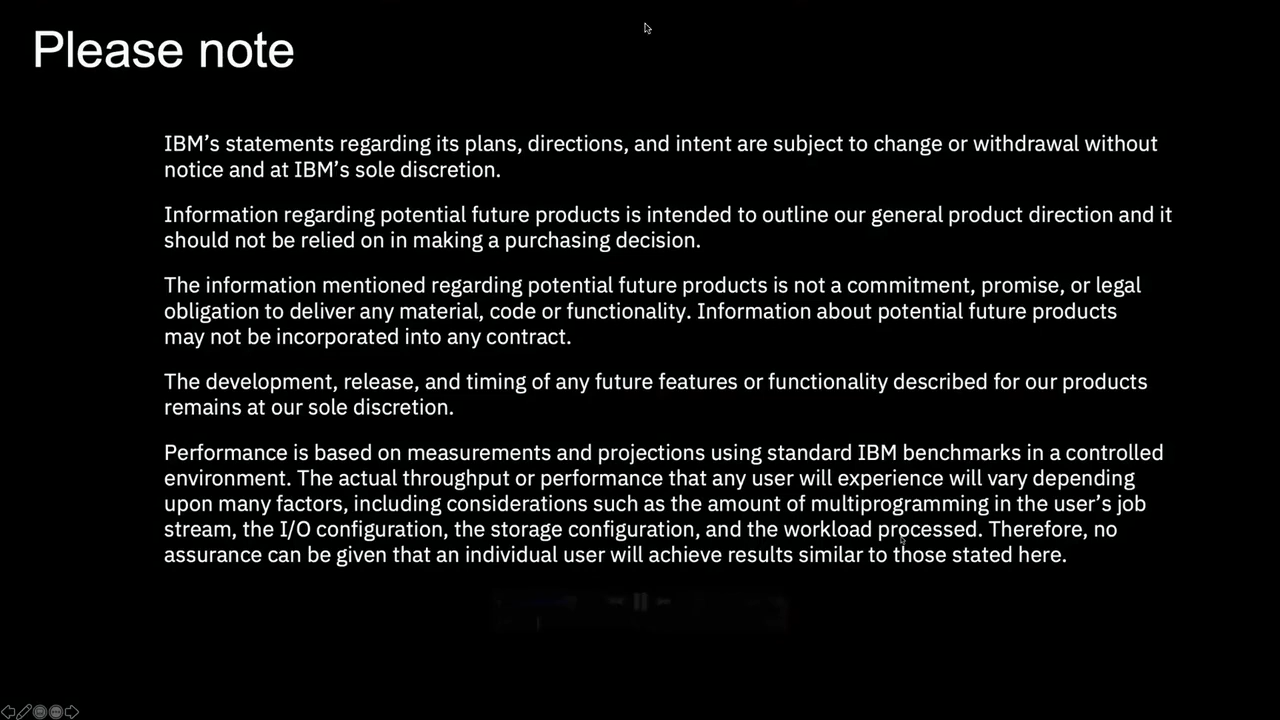 Please note
IBM’s statements regarding its plans, directions, and intent are subject to change or withdrawal without
notice and at IBM’s sole discretion.
Information regarding potential future products is intended to outline our general product direction and it
should not be relied on in making a purchasing decision.
The information mentioned regarding potential future products is not a commitment, promise, or legal
obligation to deliver any material, code or functionality. Information about potential future products
may not be incorporated into any contract.
The development, release, and timing of any future features or functionality described for our products
remains at our sole discretion.
Performance is based on measurements and projections using standard IBM benchmarks in a controlled
environment. The actual throughput or performance that any user will experience will vary depending
upon many factors, including considerations such as the amount of multiprogramming in the user’s job
stream, the I/O configuration, the storage configuration, and the workload processed. Therefore, no
assurance can be given that an individual user will achieve results similar to those stated here.